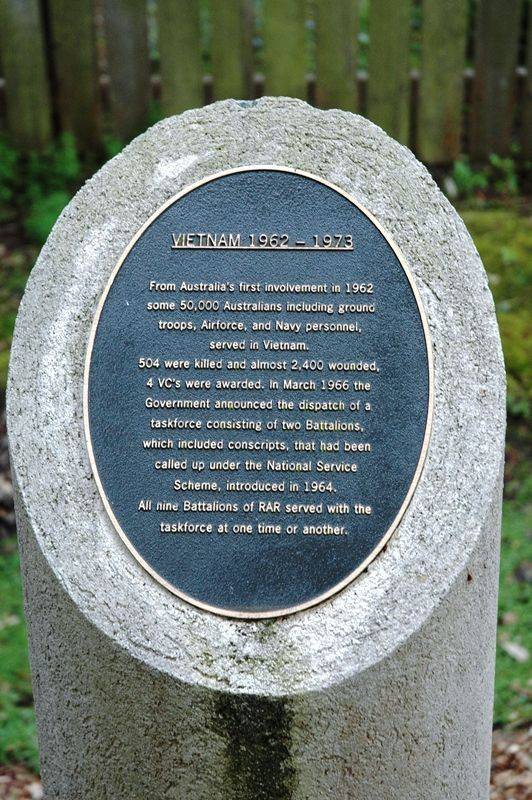 VIETNAM 1962 – 1973
From Australia's first involvement in 1962
some 50,000 Australians including ground
troops, Airforce, and Navy personnel,
served in Vietnam.
504 were killed and almost 2,400 wounded,
4 VC's were awarded. In March 1966 the
Government announced the dispatch of a
taskforce consisting of two Battalions,
which included conscripts, that had been
called up under the National Service
Scheme, introduced in 1964.
All nine Battalions of RAR served with the
taskforce at one time or another.